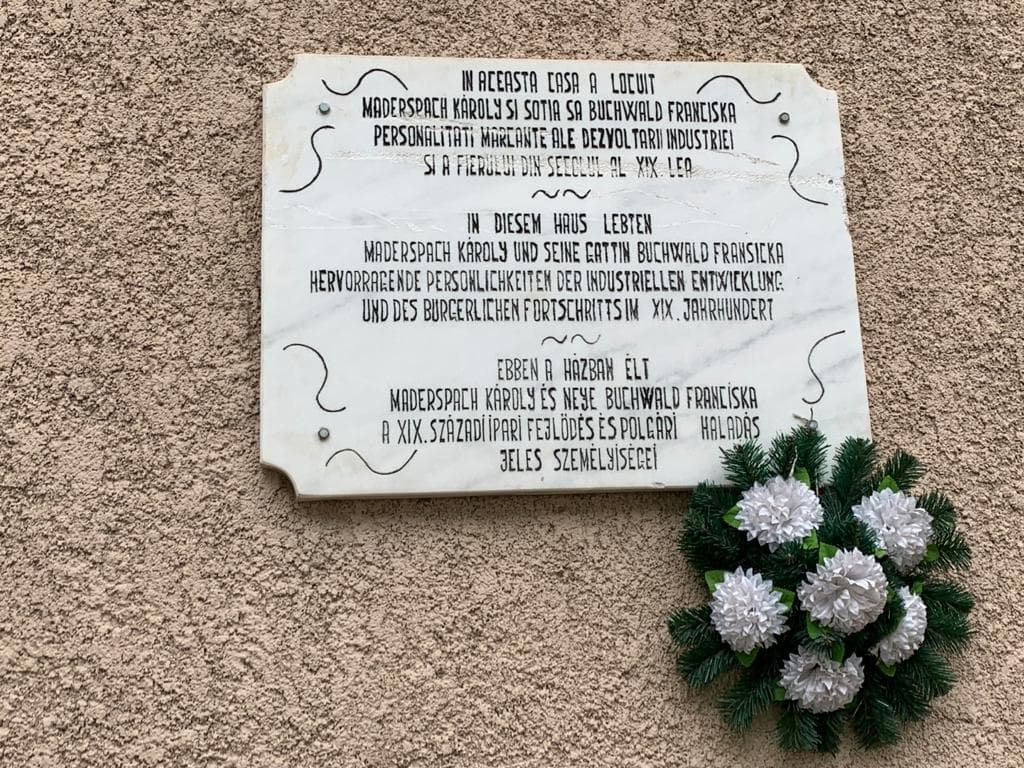 IN ACEASTA CASA A LOCUIT
MADERSPACH KÁROLY SI SOTIA SA BUCHWALD FRANCISKA
PERSONALITATI MARCANTE ALE DEZVOLTARII INDUSTRIEI
SI A FIERULUI DIN SECOLUL AL XIX. LEA
IN DIESEM HAUS LEBTEN
MADERSPACH KÁROLY UND SEINE GATTIN BUCHWALD FRANSICKA
HERVORRAGENDE PERSONLICHKEITEN DER INDUSTRIELLEN ENTWICKLUNG
UND DES BURGERLICHEN FORTSCHRITTS IM XIX. JAHRHUNDERT
EBBEN A HÁZBAN ÉLT
MADERSPACH KÁROLY ÉS NEJE BUCHWALD FRANCISKA
A XIX. SZÁZADI IPARI FEJLÖDÉS ÉS POLGÁRI HALADÁS
JELES SZEMÉLYISÉGEI